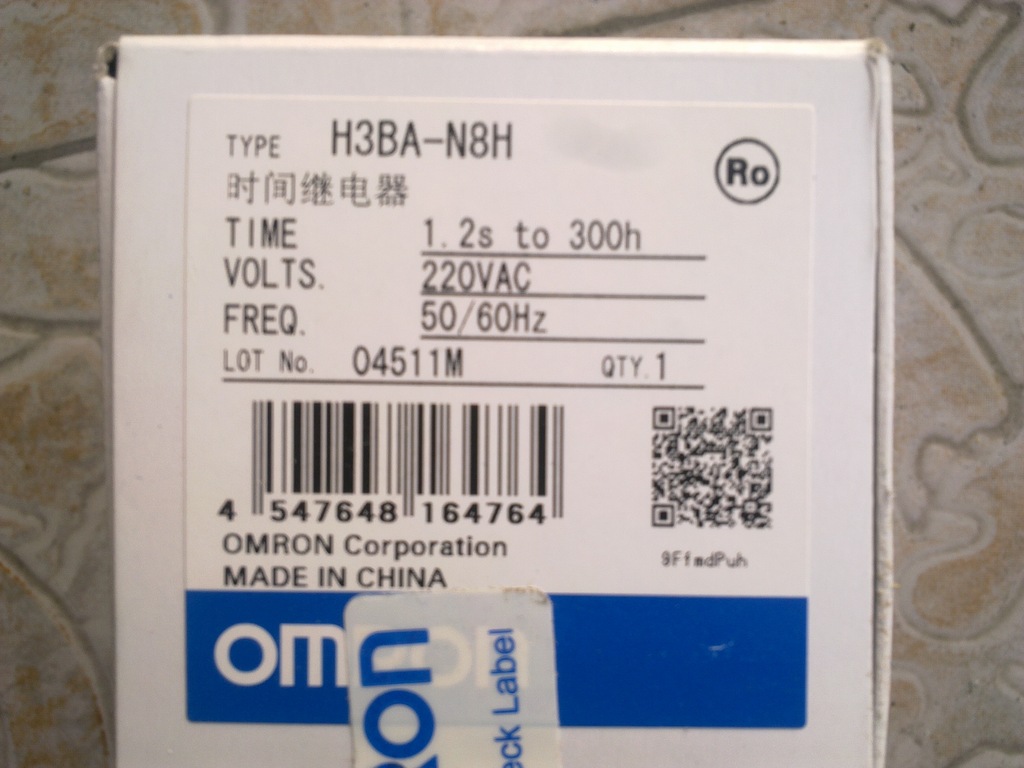 TYPE H3BA-N8H
Ro
时间继电器
TIME 1.2s to 300h
VOLTS. 220VAC
FREQ. 50/60Hz
LOT No. 04511M QTY.1
4 547648 164764
9FfmdPuh
OMRON Corporation
MADE IN CHINA
omron
ron
eck Label